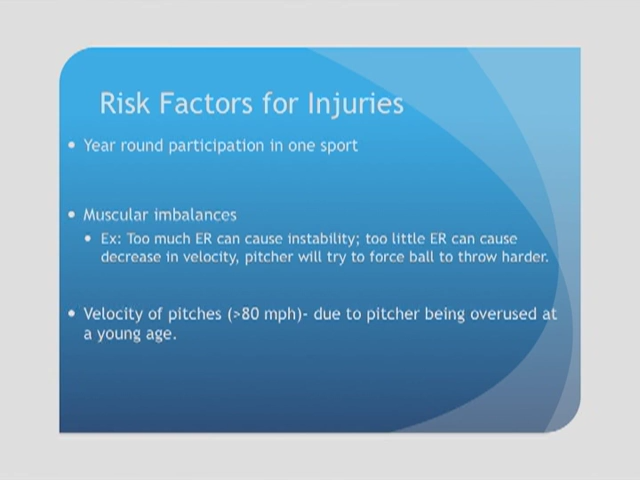 Risk Factors for Injuries
• Year round participation in one sport
• Muscular imbalances
• Ex: Too much ER can cause instability; too little ER can cause
decrease in velocity, pitcher will try to force ball to throw harder.
• Velocity of pitches (>80 mph)- due to pitcher being overused at
a young age.